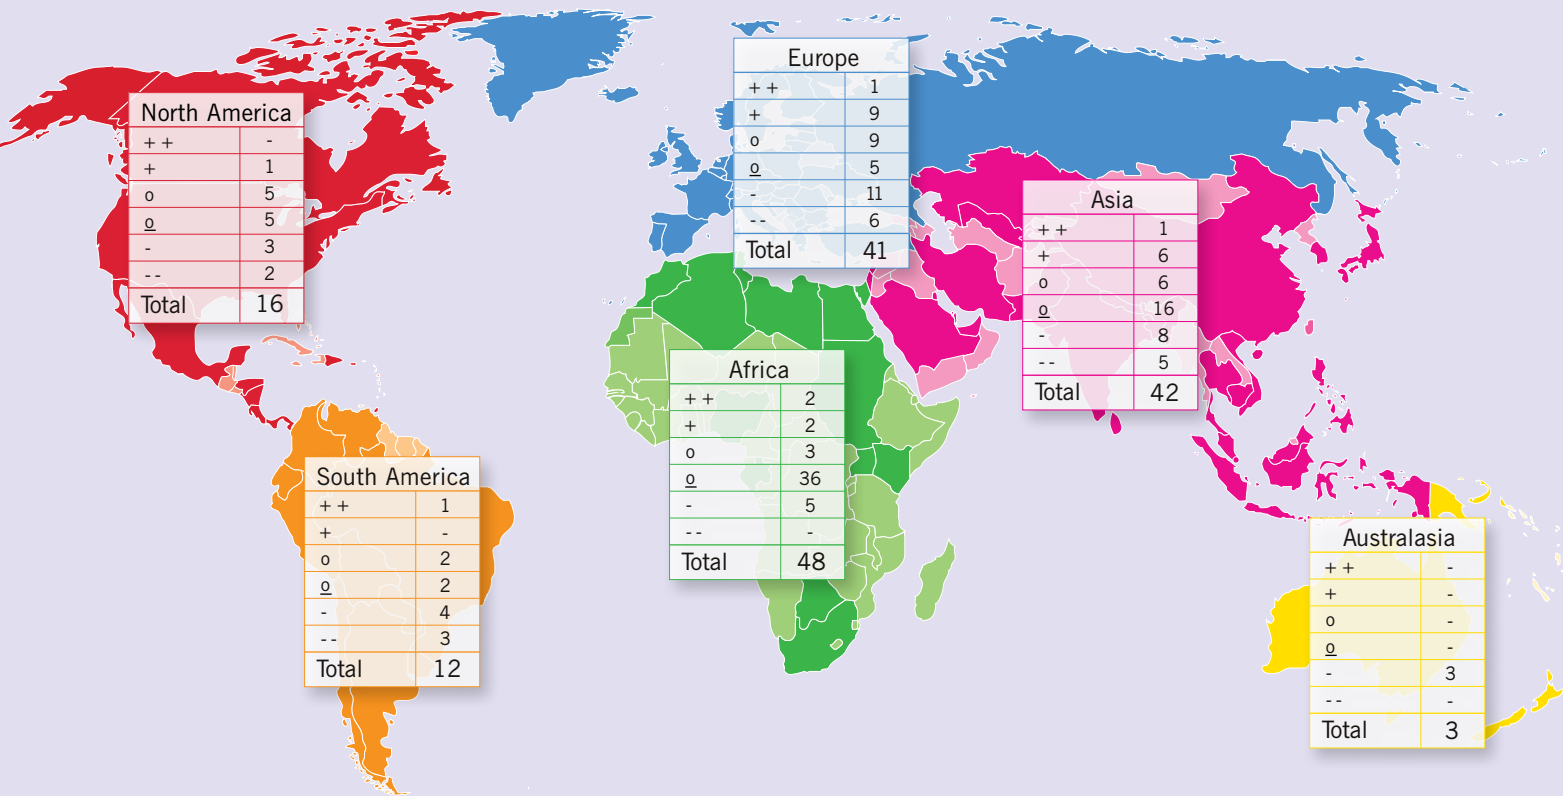 North America
++ -
+ 1
o 5
o 5
- 3
-- 2
Total 16
Europe
++ 1
+ 9
o 9
o 5
- 11
-- 6
Total 41
Asia
++ 1
+ 6
o 6
o 16
- 8
-- 5
Total 42
South America
++ 1
+ -
o 2
o 2
- 4
-- 3
Total 12
Africa
++ 2
+ 2
o 3
o 36
- 5
-- -
Total 48
Australasia
++ -
+ -
o -
o -
- 3
-- -
Total 3